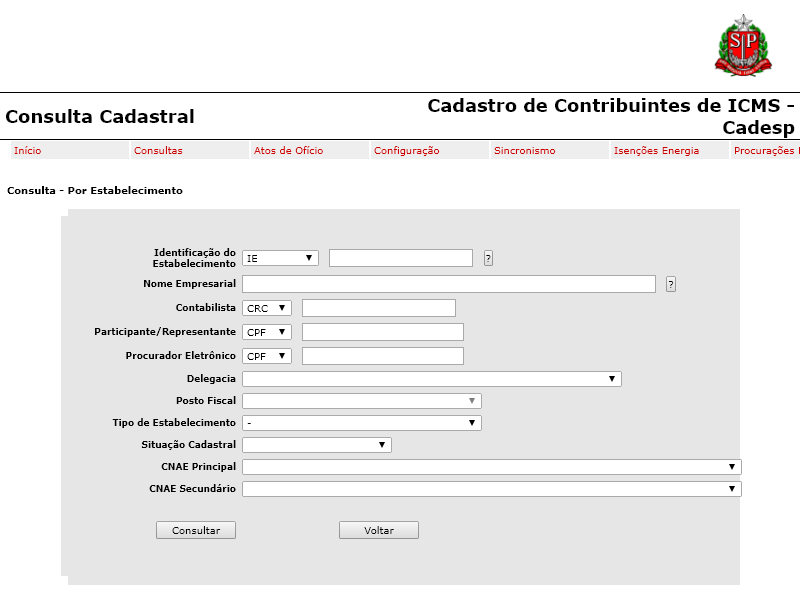 SP
Consulta Cadastral
Cadastro de Contribuintes de ICMS -
Cadesp
Início Consultas Atos de Ofício Configuração Sincronismo Isenções Energia Procurações
Consulta - Por Estabelecimento
Identificação do
Estabelecimento IE ?
Nome Empresarial ?
Contabilista CRC
Participante/Representante CPF
Procurador Eletrônico CPF
Delegacia
Posto Fiscal
Tipo de Estabelecimento -
Situação Cadastral
CNAE Principal
CNAE Secundário
Consultar Voltar